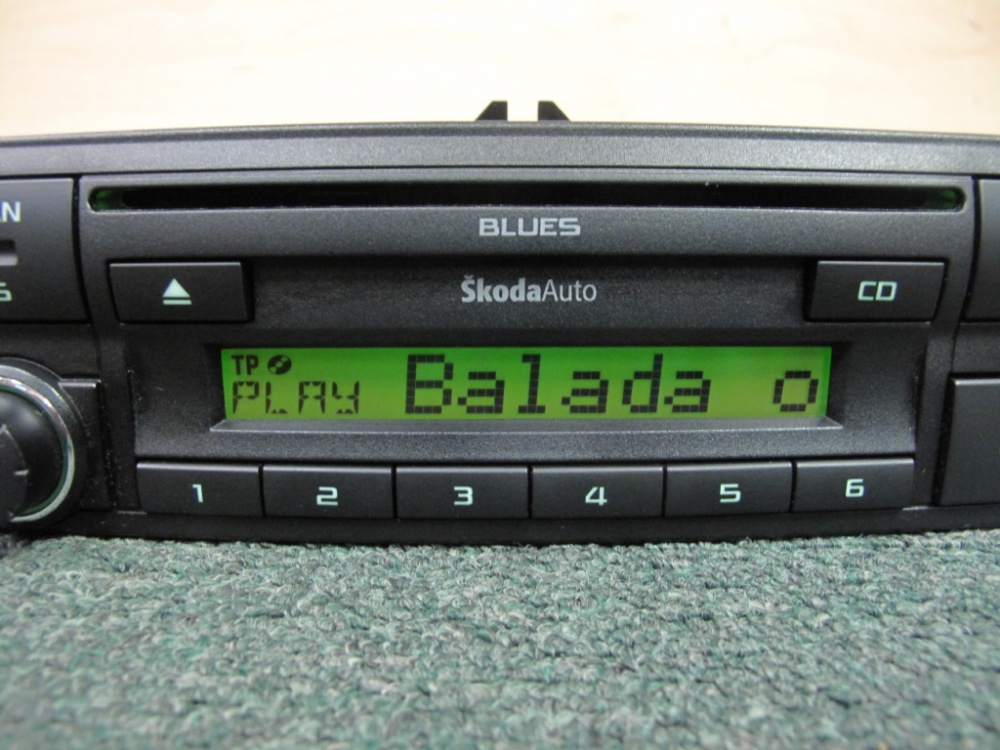 BLUES
ŠkodaAuto
CD
TP
PLAY Balada o
1 2 3 4 5 6